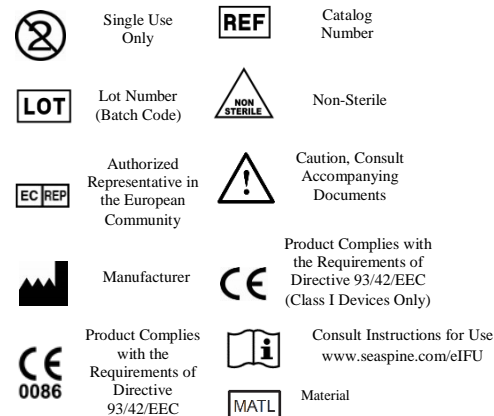 2
Single Use
Only
REF
Catalog
Number
LOT
Lot Number
(Batch Code)
NON
STERILE
Non-Sterile
EC REP
Authorized
Representative in
the European
Community
!
Caution, Consult
Accompanying
Documents
Manufacturer
CE
Product Complies with
the Requirements of
Directive 93/42/EEC
(Class I Devices Only)
CE
0086
Product Complies
with the
Requirements of
Directive
93/42/EEC
i
Consult Instructions for Use
www.seaspine.com/eIFU
MATL
Material